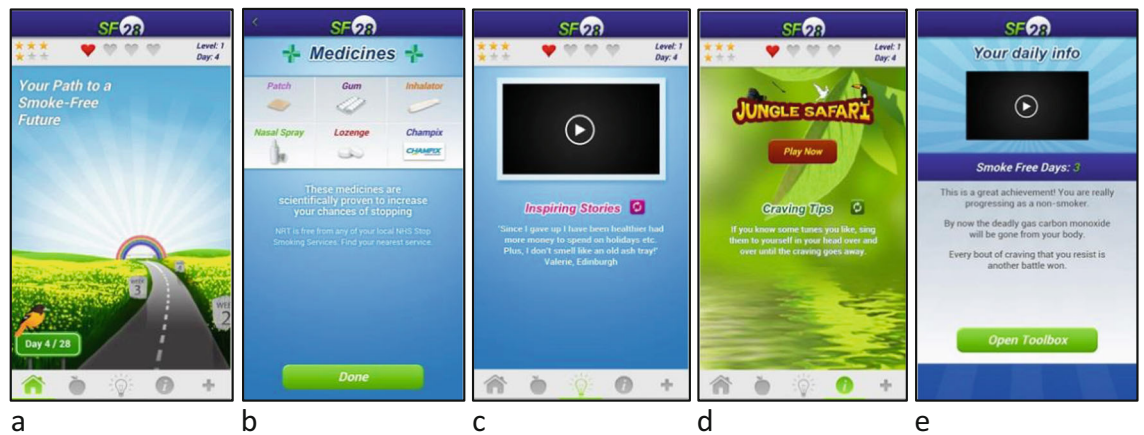 SF28
Level: 1
Day: 4
Your Path to a
Smoke-Free
Future
WEEK
3
WEEK
2
Day 4 / 28
a
SF28
Medicines
Patch
Gum
Inhalator
Nasal Spray
Lozenge
Champix
CHAMPIX
These medicines are
scientifically proven to increase
your chances of stopping
NRT is free from any of your local NHS Stop
Smoking Services. Find your nearest service.
Done
b
SF28
Level: 1
Day: 4
Inspiring Stories
"Since I gave up I have been healthier had
more money to spend on holidays etc.
Plus, I don't smell like an old ash tray!"
Valerie, Edinburgh
c
SF28
Level: 1
Day: 4
JUNGLE SAFARI
Play Now
Craving Tips
If you know some tunes you like, sing
them to yourself in your head over and
over until the craving goes away.
d
SF28
Your daily info
Smoke Free Days: 3
This is a great achievement! You are really
progressing as a non-smoker.
By now the deadly gas carbon monoxide
will be gone from your body.
Every bout of craving that you resist is
another battle won.
Open Toolbox
e